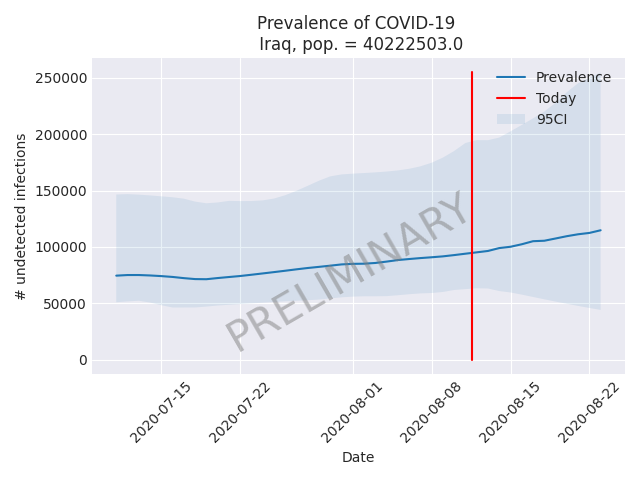 Prevalence of COVID-19
Iraq, pop. = 40222503.0
Prevalence
Today
95CI
250000
200000
150000
100000
50000
0
# undetected infections
PRELIMINARY
2020-07-15
2020-07-22
2020-08-01
2020-08-08
2020-08-15
2020-08-22
Date